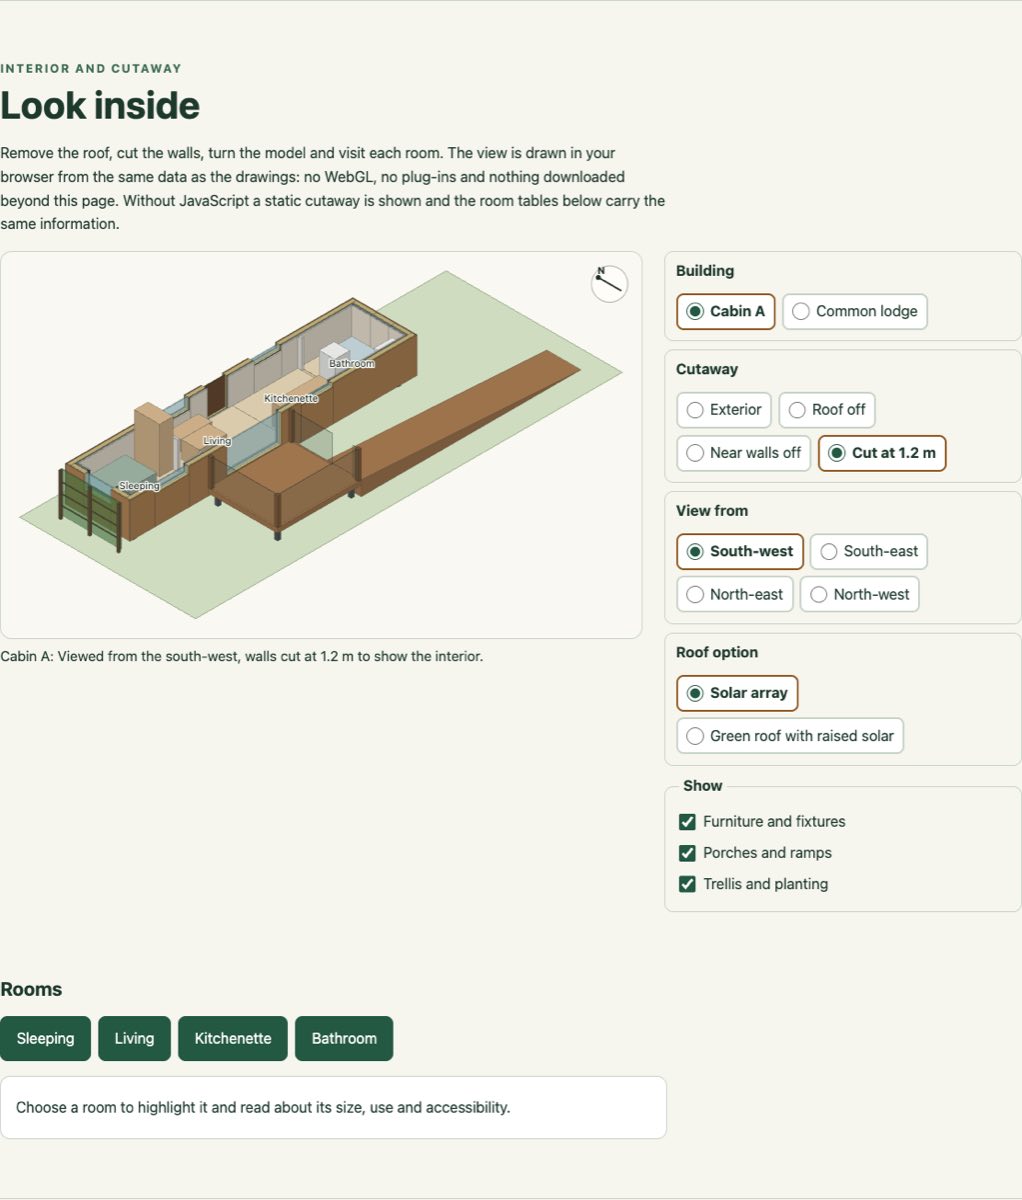 INTERIOR AND CUTAWAY
Look inside
Remove the roof, cut the walls, turn the model and visit each room. The view is drawn in your
browser from the same data as the drawings: no WebGL, no plug-ins and nothing downloaded
beyond this page. Without JavaScript a static cutaway is shown and the room tables below carry the
same information.
N
Bathroom
Kitchenette
Living
Sleeping
Cabin A: Viewed from the south-west, walls cut at 1.2 m to show the interior.
Building
Cabin A
Common lodge
Cutaway
Exterior
Roof off
Near walls off
Cut at 1.2 m
View from
South-west
South-east
North-east
North-west
Roof option
Solar array
Green roof with raised solar
Show
Furniture and fixtures
Porches and ramps
Trellis and planting
Rooms
Sleeping
Living
Kitchenette
Bathroom
Choose a room to highlight it and read about its size, use and accessibility.